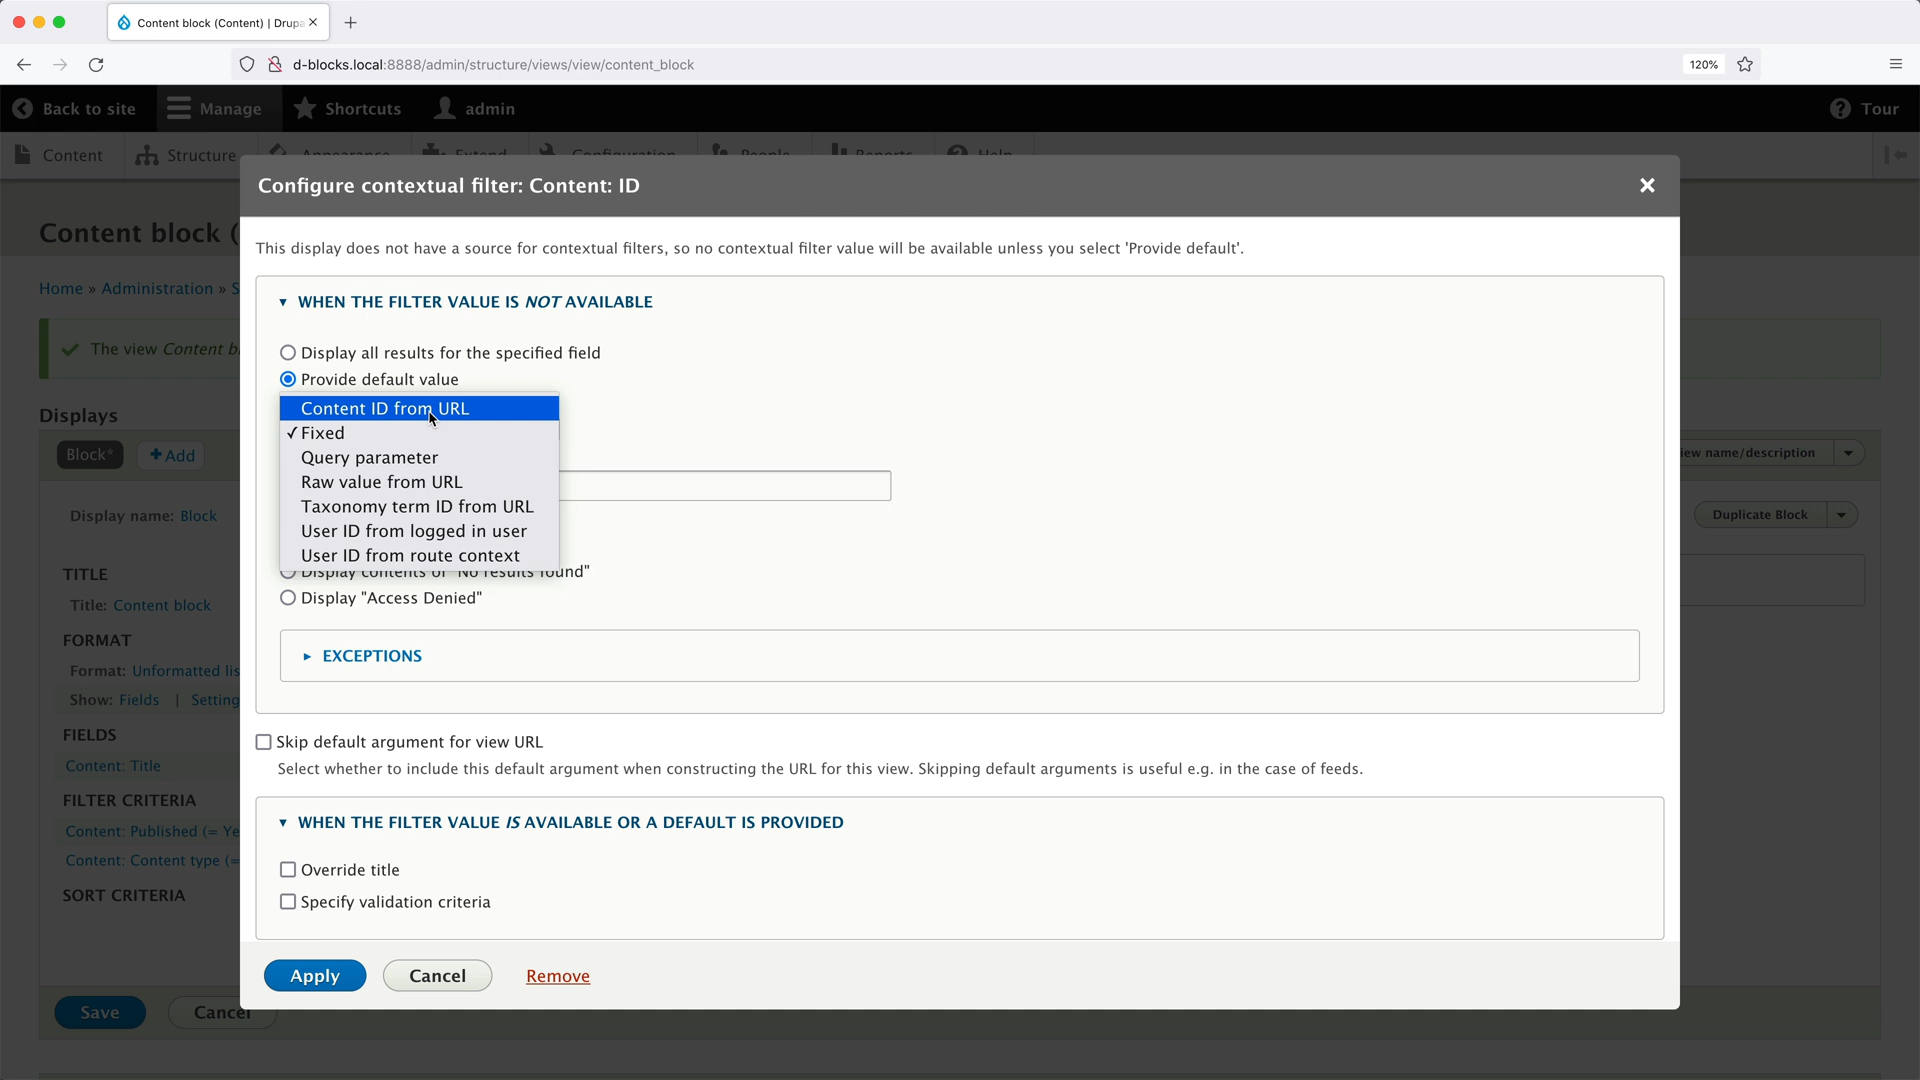 Content block (Content) | Drupa
d-blocks.local:8888/admin/structure/views/view/content_block
120%
Back to site
Manage
Shortcuts
admin
Tour
Content
Structure
Appearance
Extend
Configuration
People
Reports
Help
Configure contextual filter: Content: ID
Content block (
This display does not have a source for contextual filters, so no contextual filter value will be available unless you select 'Provide default'.
Home » Administration » S
WHEN THE FILTER VALUE IS NOT AVAILABLE
The view Content b
Display all results for the specified field
Provide default value
Content ID from URL
✓ Fixed
Query parameter
Raw value from URL
Taxonomy term ID from URL
User ID from logged in user
User ID from route context
Display contents of "No results found"
Display "Access Denied"
EXCEPTIONS
Skip default argument for view URL
Select whether to include this default argument when constructing the URL for this view. Skipping default arguments is useful e.g. in the case of feeds.
WHEN THE FILTER VALUE IS AVAILABLE OR A DEFAULT IS PROVIDED
Override title
Specify validation criteria
Apply
Cancel
Remove
Displays
Block*
Add
iew name/description
Display name: Block
Duplicate Block
TITLE
Title: Content block
FORMAT
Format: Unformatted lis
Show: Fields | Setting
FIELDS
Content: Title
FILTER CRITERIA
Content: Published (= Ye
Content: Content type (=
SORT CRITERIA
Save
Cancel